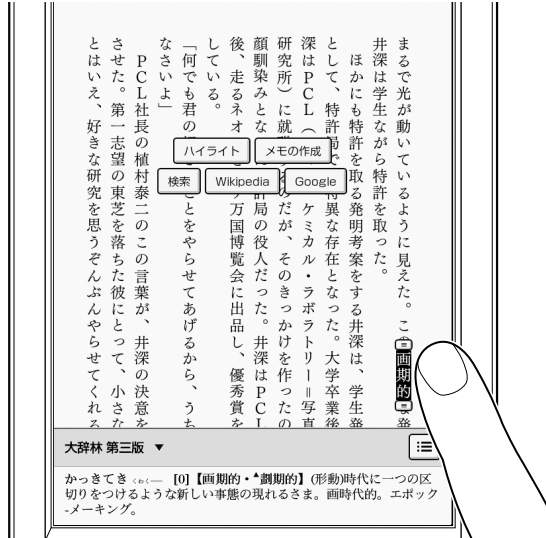 まるで光が動いているように見えた。こ画期的発
井深は学生ながら特許を取った。
ほかにも特許を取る発明考案をする井深は、学生発
として、特許局で特異な存在となった。大学卒業後
深はPCL（ケミカル・ラボラトリー＝写真
研究所）に就のだが、そのきっかけを作ったの
顔馴染みとな許局の役人だった。井深はPCL
後、走るネオ万国博覧会に出品し、優秀賞を
している。
「何でも君のことをやらせてあげるから、うち
なさいよ」
PCL社長の植村泰二のこの言葉が、井深の決意を
させた。第一志望の東芝を落ちた彼にとって、小さな
とはいえ、好きな研究を思うぞんぶんやらせてくれる
ハイライト メモの作成
検索 Wikipedia Google
大辞林 第三版 ▼
かっきてき [0]【画期的・▲劃期的】(形動)時代に一つの区
切りをつけるような新しい事態の現れるさま。画時代的。エポック
-メーキング。